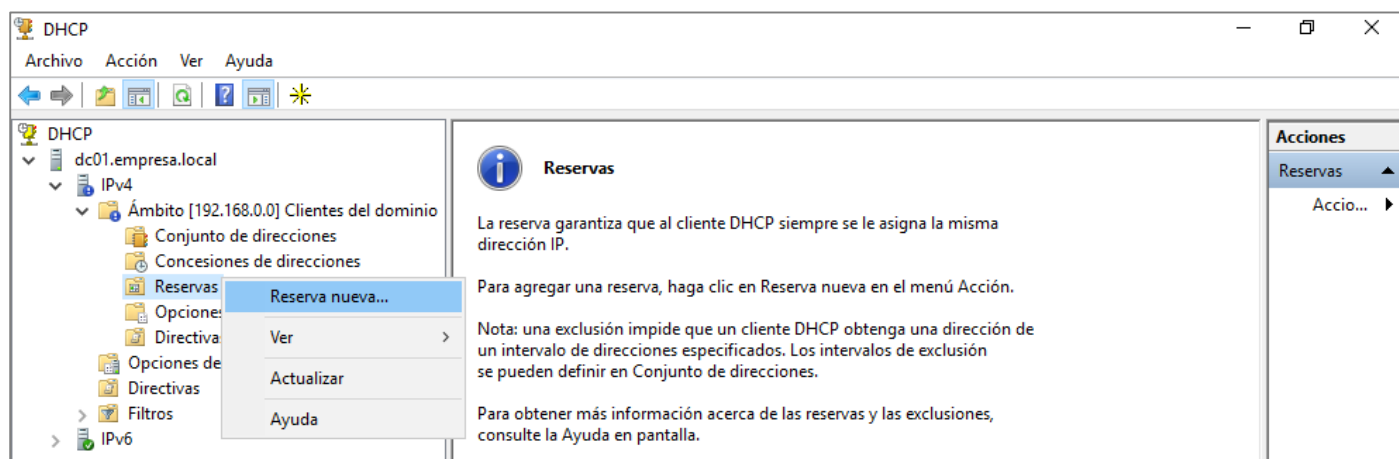 DHCP
Archivo Acción Ver Ayuda
DHCP
dc01.empresa.local
IPv4
Ámbito [192.168.0.0] Clientes del dominio
Conjunto de direcciones
Concesiones de direcciones
Reservas
Opciones
Directiva
Opciones de
Directivas
Filtros
IPv6
Reserva nueva...
Ver
Actualizar
Ayuda
Reservas
La reserva garantiza que al cliente DHCP siempre se le asigna la misma
dirección IP.
Para agregar una reserva, haga clic en Reserva nueva en el menú Acción.
Nota: una exclusión impide que un cliente DHCP obtenga una dirección de
un intervalo de direcciones especificados. Los intervalos de exclusión
se pueden definir en Conjunto de direcciones.
Para obtener más información acerca de las reservas y las exclusiones,
consulte la Ayuda en pantalla.
Acciones
Reservas
Accio...